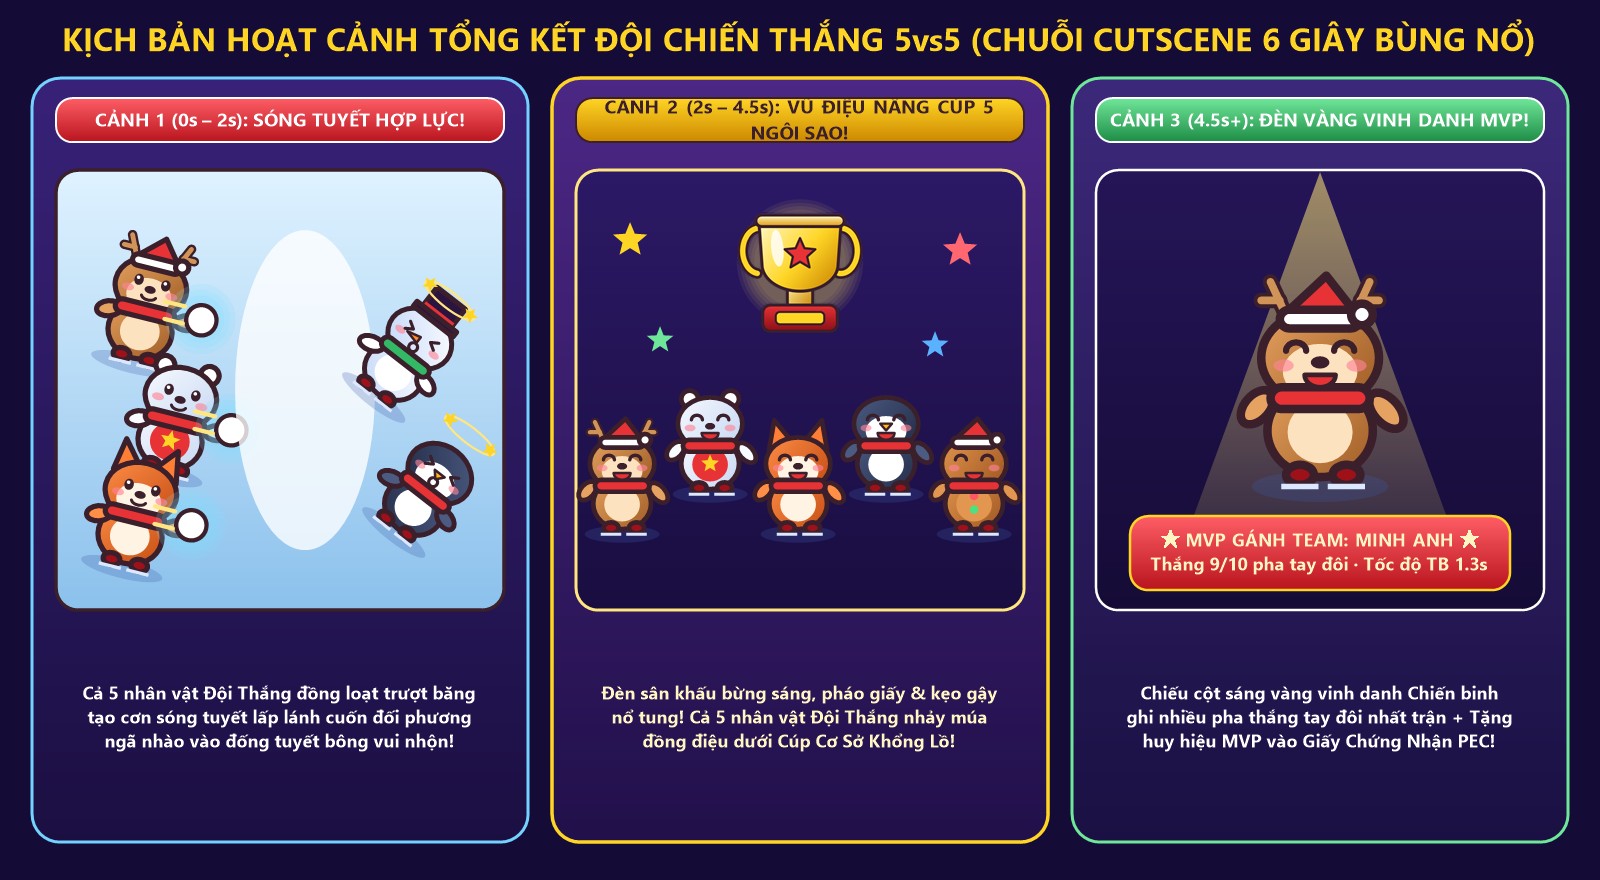 KỊCH BẢN HOẠT CẢNH TỔNG KẾT ĐỘI CHIẾN THẮNG 5vs5 (CHUỖI CUTSCENE 6 GIÂY BÙNG NỔ)
CẢNH 1 (0s – 2s): SÓNG TUYẾT HỢP LỰC!
Cả 5 nhân vật Đội Thắng đồng loạt trượt băng
tạo cơn sóng tuyết lấp lánh cuốn đối phương
ngã nhào vào đống tuyết bông vui nhộn!
CẢNH 2 (2s – 4.5s): VŨ ĐIỆU NÂNG CÚP 5
NGÔI SAO!
Đèn sân khấu bừng sáng, pháo giấy & kẹo gậy
nổ tung! Cả 5 nhân vật Đội Thắng nhảy múa
đồng điệu dưới Cúp Cơ Sở Khổng Lồ!
CẢNH 3 (4.5s+): ĐÈN VÀNG VINH DANH MVP!
★ MVP GÁNH TEAM: MINH ANH ★
Thắng 9/10 pha tay đôi · Tốc độ TB 1.3s
Chiếu cột sáng vàng vinh danh Chiến binh
ghi nhiều pha thắng tay đôi nhất trận + Tặng
huy hiệu MVP vào Giấy Chứng Nhận PEC!